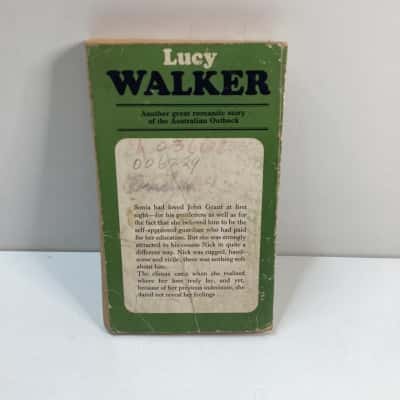 Lucy
WALKER
Another great romantic story
of the Australian Outback
006729
Sonia had loved John Grant at first
sight—for his gentleness as well as for
the fact that she believed him to be the
self-appointed guardian who had paid
for her education. But she was strongly
attracted to his cousin Nick in quite a
different way. Nick was rugged, hand-
some and virile; there was nothing soft
about him.
The climax came when she realised
where her love truly lay, and yet,
because of her previous indecision, she
dared not reveal her feelings